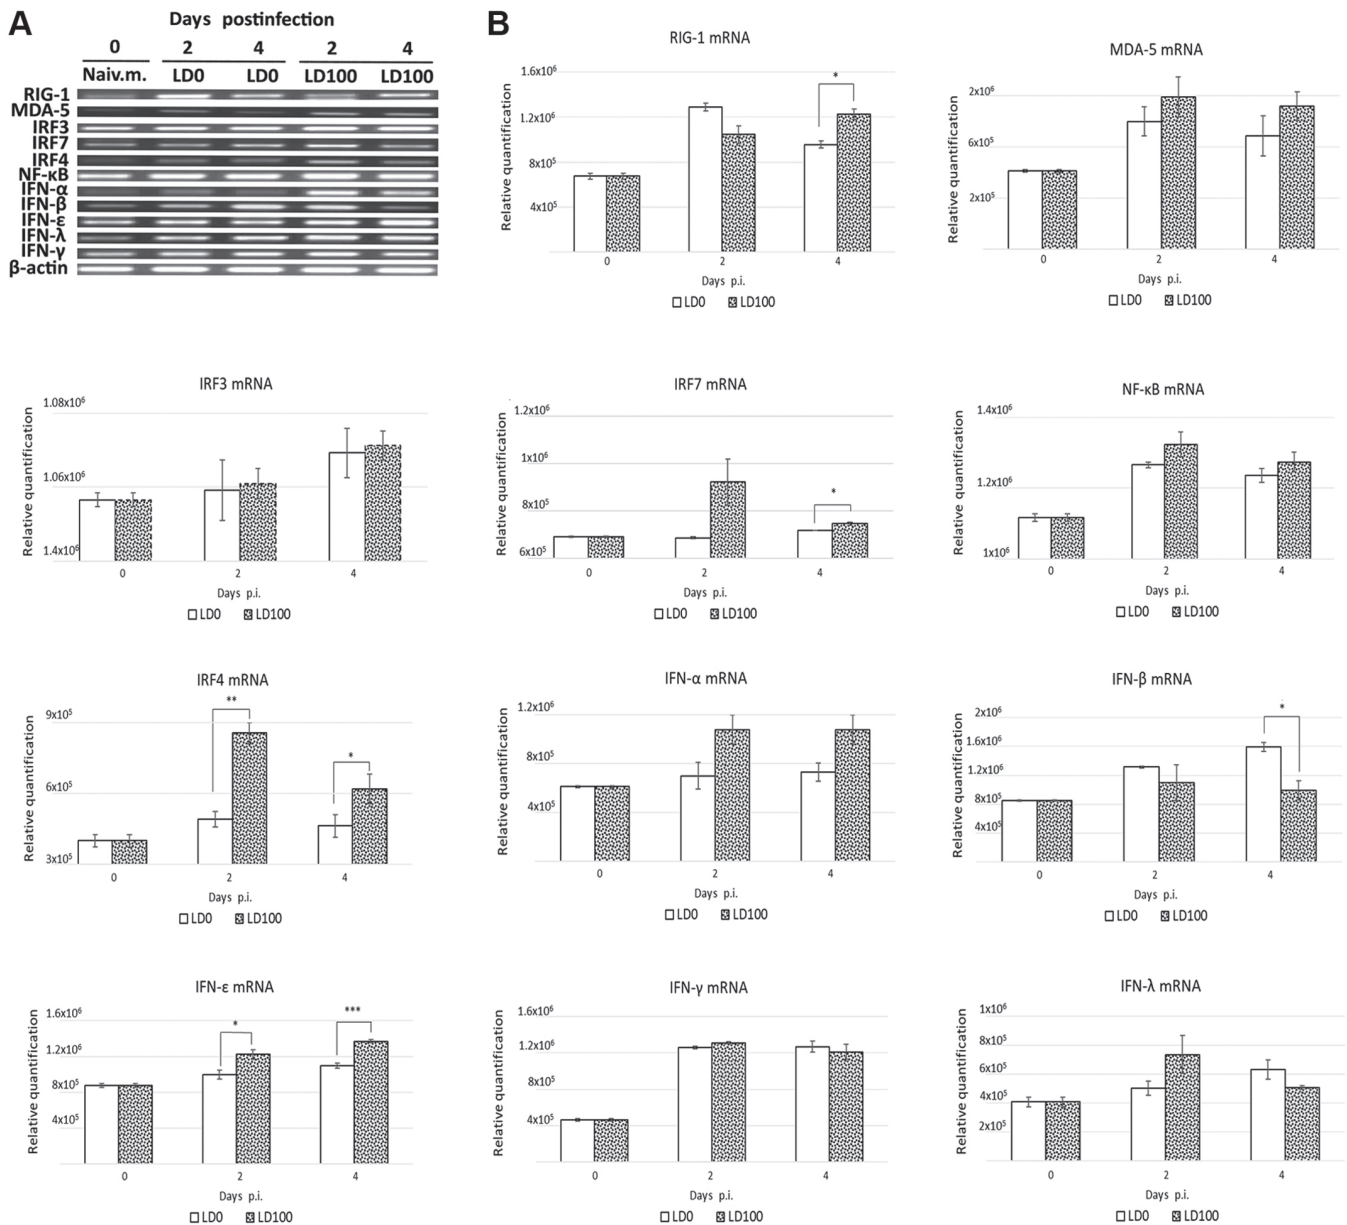 A
Days postinfection
0 2 4 2 4
Naiv.m. LD0 LD0 LD100 LD100
RIG-1
MDA-5
IRF3
IRF7
IRF4
NF-κB
IFN-α
IFN-β
IFN-ε
IFN-λ
IFN-γ
β-actin
B
RIG-1 mRNA
Relative quantification
1.6x10⁶
1.2x10⁶
8x10⁵
4x10⁵
*
0 2 4
Days p.i.
LD0 LD100
MDA-5 mRNA
Relative quantification
2x10⁶
6x10⁵
2x10⁵
0 2 4
Days p.i.
LD0 LD100
IRF3 mRNA
Relative quantification
1.08x10⁶
1.06x10⁶
1.4x10⁶
0 2 4
Days p.i.
LD0 LD100
IRF7 mRNA
Relative quantification
1.2x10⁶
1x10⁶
8x10⁵
6x10⁵
*
0 2 4
Days p.i.
LD0 LD100
NF-κB mRNA
Relative quantification
1.4x10⁶
1.2x10⁶
1x10⁶
0 2 4
Days p.i.
LD0 LD100
IRF4 mRNA
Relative quantification
9x10⁵
6x10⁵
3x10⁵
**
*
0 2 4
Days p.i.
LD0 LD100
IFN-α mRNA
Relative quantification
1.2x10⁶
8x10⁵
4x10⁵
0 2 4
Days p.i.
LD0 LD100
IFN-β mRNA
Relative quantification
2x10⁶
1.6x10⁶
1.2x10⁶
8x10⁵
4x10⁵
*
0 2 4
Days p.i.
LD0 LD100
IFN-ε mRNA
Relative quantification
1.6x10⁶
1.2x10⁶
8x10⁵
4x10⁵
*
***
0 2 4
Days p.i.
LD0 LD100
IFN-γ mRNA
Relative quantification
1.6x10⁶
1.2x10⁶
8x10⁵
4x10⁵
0 2 4
Days p.i.
LD0 LD100
IFN-λ mRNA
Relative quantification
1x10⁶
8x10⁵
6x10⁵
4x10⁵
2x10⁵
0 2 4
Days p.i.
LD0 LD100